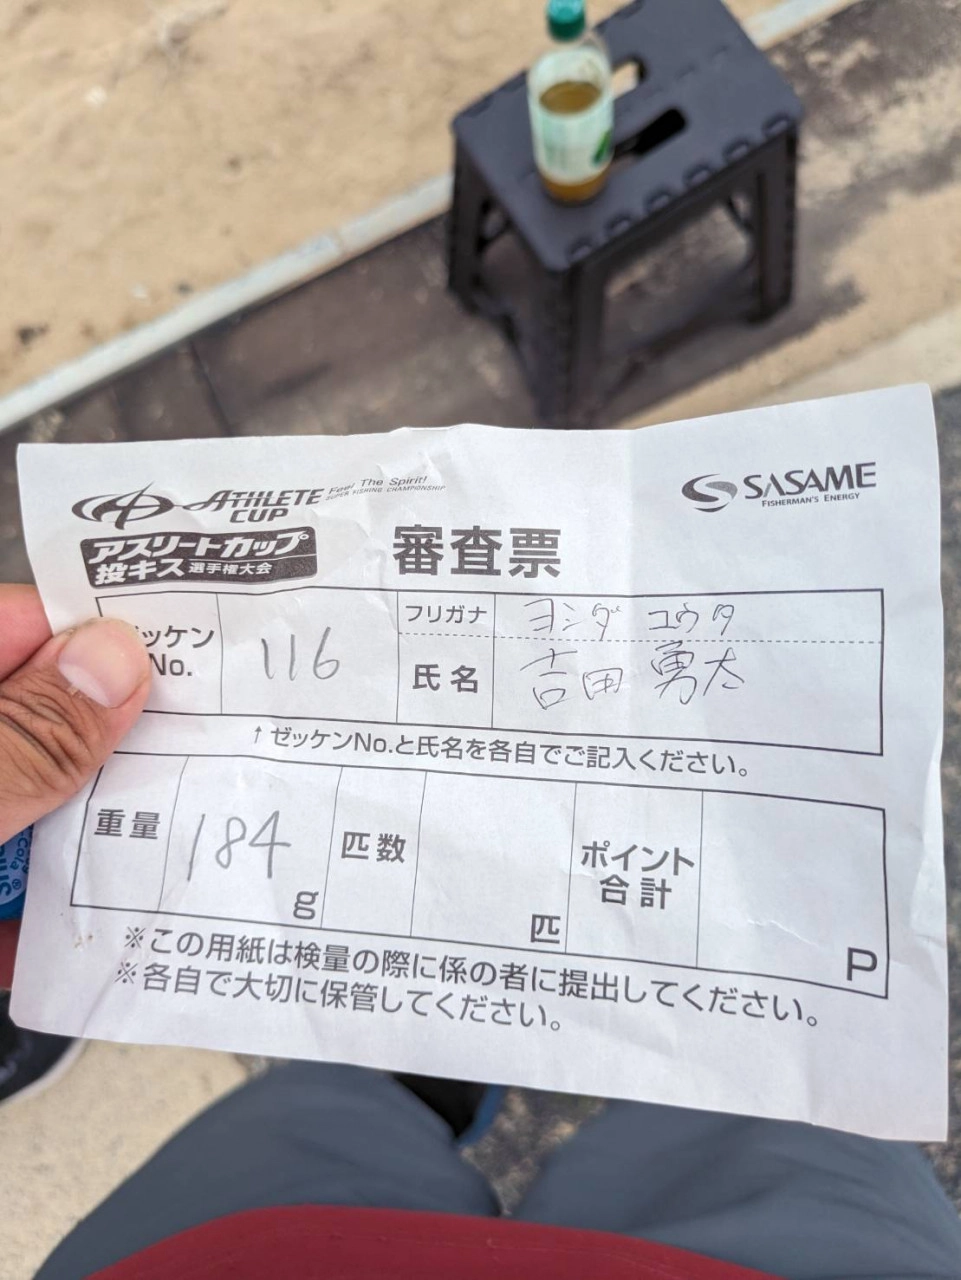 ATHLETE CUP
Feel The Spirit!
SUPER FISHING CHAMPIONSHIP
SASAME
FISHERMAN'S ENERGY
アスリートカップ
投キス選手権大会
審査票
ゼッケンNo.
116
フリガナ
ヨシダ コウタ
氏名
吉田 勇太
↑ゼッケンNo.と氏名を各自でご記入ください。
重量
184 g
匹数
匹
ポイント合計
P
※この用紙は検量の際に係の者に提出してください。
※各自で大切に保管してください。